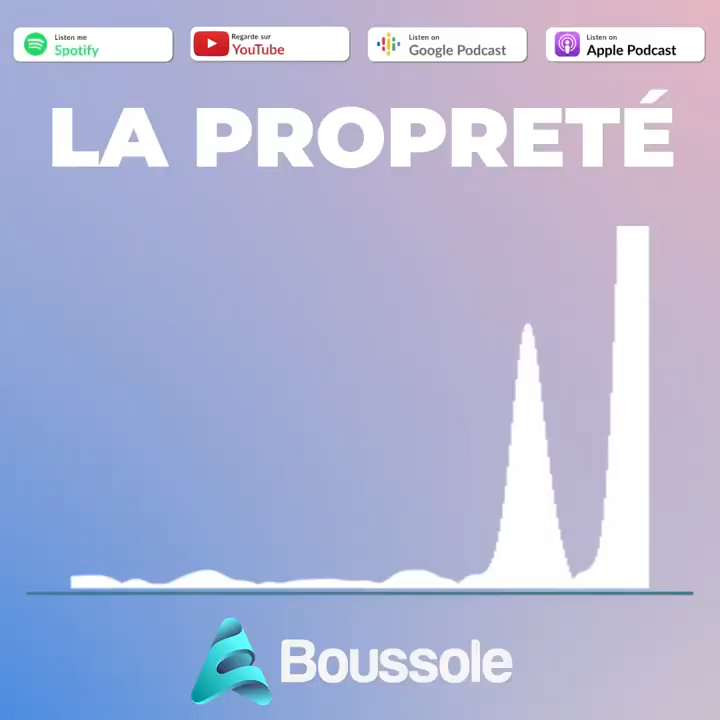 Listen me
Spotify
Regarde sur
YouTube
Listen on
Google Podcast
Listen on
Apple Podcast
LA PROPRETÉ
Boussole